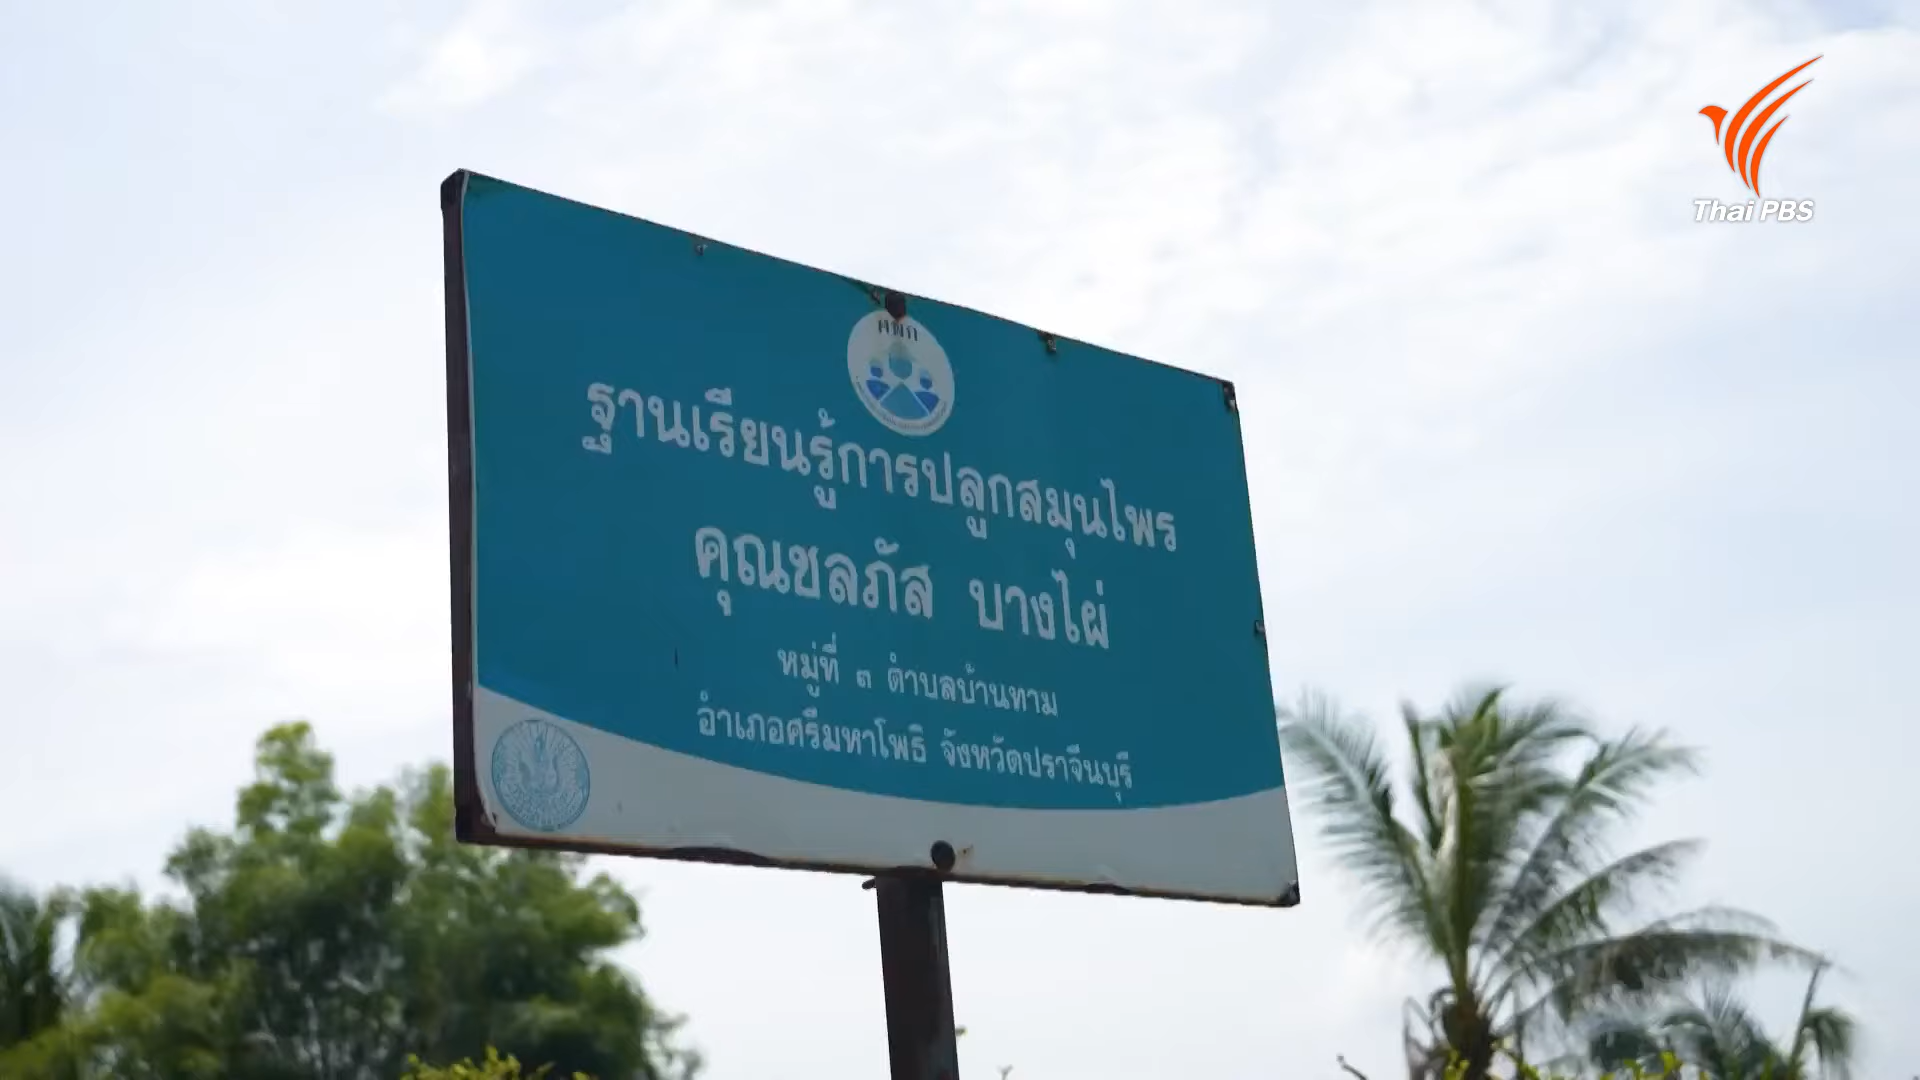 Thai PBS
ศพก
ฐานเรียนรู้การปลูกสมุนไพร
คุณชลภัส บางไผ่
หมู่ที่ ๓ ตำบลบ้านทาม
อำเภอศรีมหาโพธิ จังหวัดปราจีนบุรี